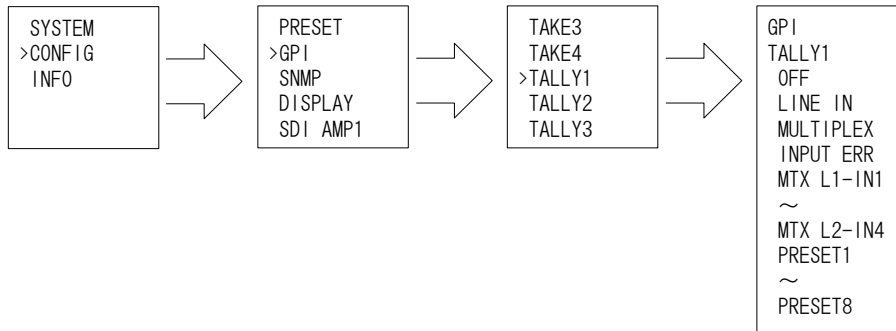 SYSTEM
>CONFIG
INFO
PRESET
>GPI
SNMP
DISPLAY
SDI AMP1
TAKE3
TAKE4
>TALLY1
TALLY2
TALLY3
GPI
TALLY1
OFF
LINE IN
MULTIPLEX
INPUT ERR
MTX L1-IN1
～
MTX L2-IN4
PRESET1
～
PRESET8